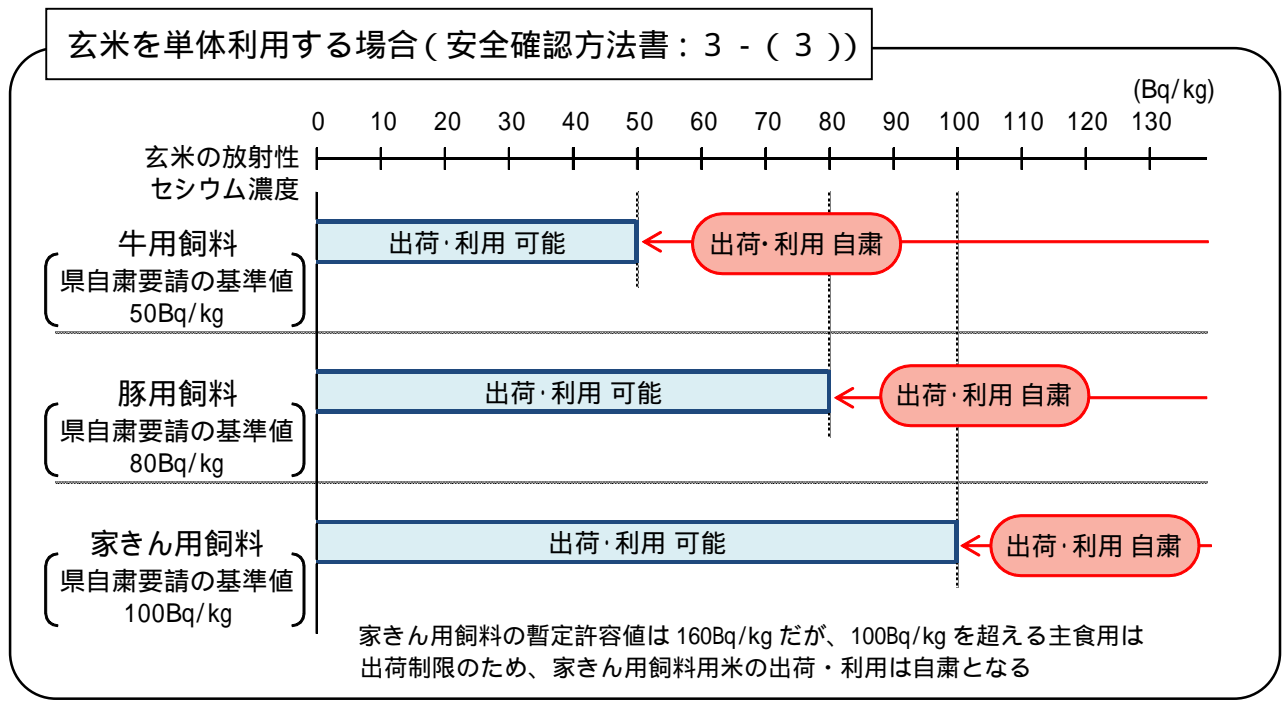 玄米を単体利用する場合(安全確認方法書:3-(3))
(Bq/kg)
0 10 20 30 40 50 60 70 80 90 100 110 120 130
玄米の放射性
セシウム濃度
牛用飼料
県自粛要請の基準値
50Bq/kg
出荷・利用 可能
出荷・利用 自粛
豚用飼料
県自粛要請の基準値
80Bq/kg
出荷・利用 可能
出荷・利用 自粛
家きん用飼料
県自粛要請の基準値
100Bq/kg
出荷・利用 可能
出荷・利用 自粛
家きん用飼料の暫定許容値は 160Bq/kg だが、100Bq/kg を超える主食用は
出荷制限のため、家きん用飼料用米の出荷・利用は自粛となる